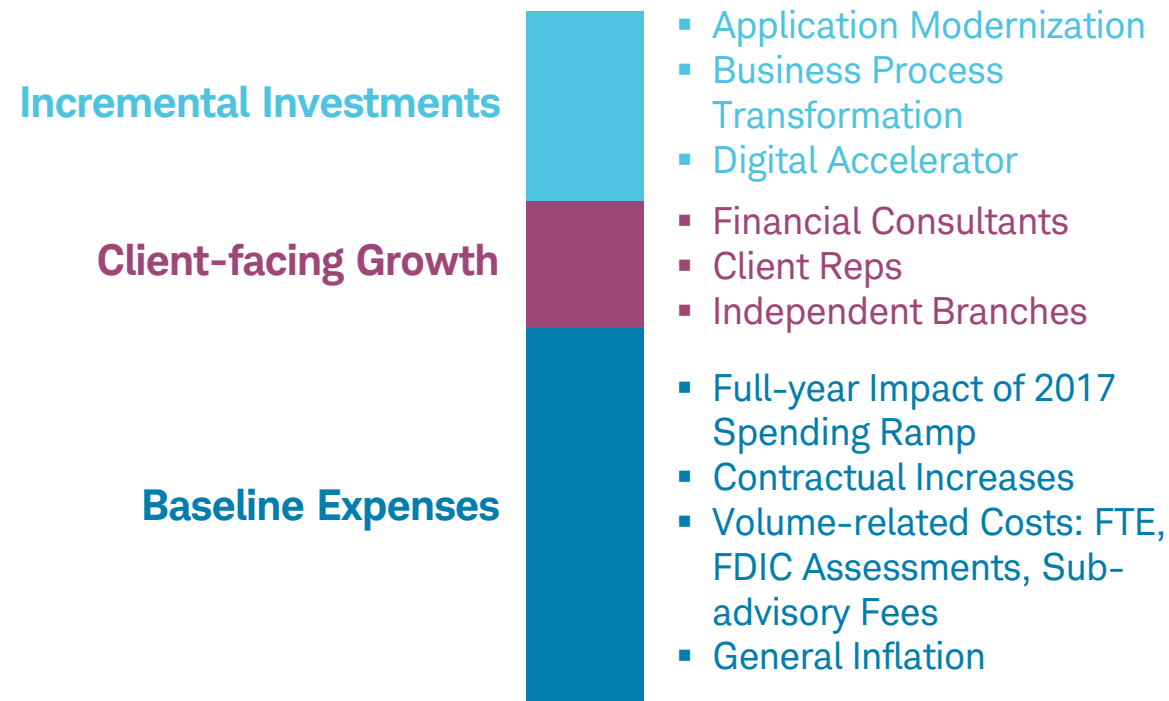 Incremental Investments
▪ Application Modernization
▪ Business Process
Transformation
▪ Digital Accelerator
Client-facing Growth
▪ Financial Consultants
▪ Client Reps
▪ Independent Branches
Baseline Expenses
▪ Full-year Impact of 2017
Spending Ramp
▪ Contractual Increases
▪ Volume-related Costs: FTE,
FDIC Assessments, Sub-
advisory Fees
▪ General Inflation